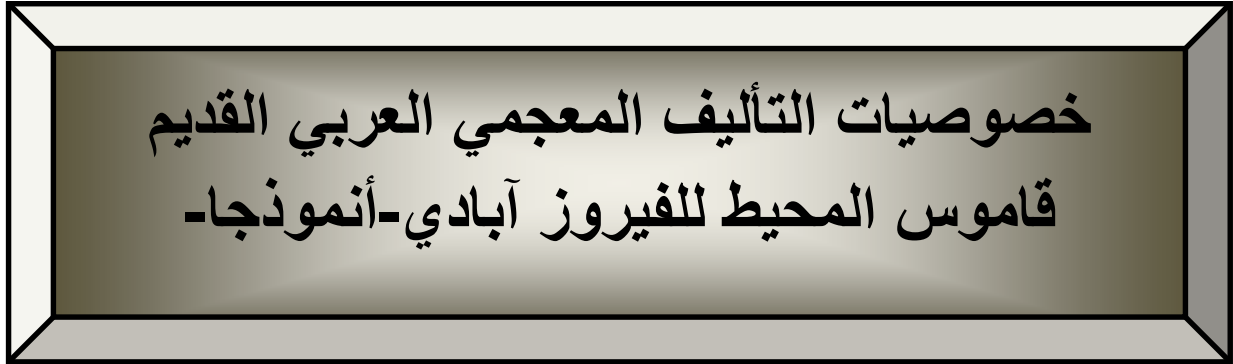 خصوصيات التأليف المعجمي العربي القديم
قاموس المحيط للفيروز آبادي-أنموذجا-